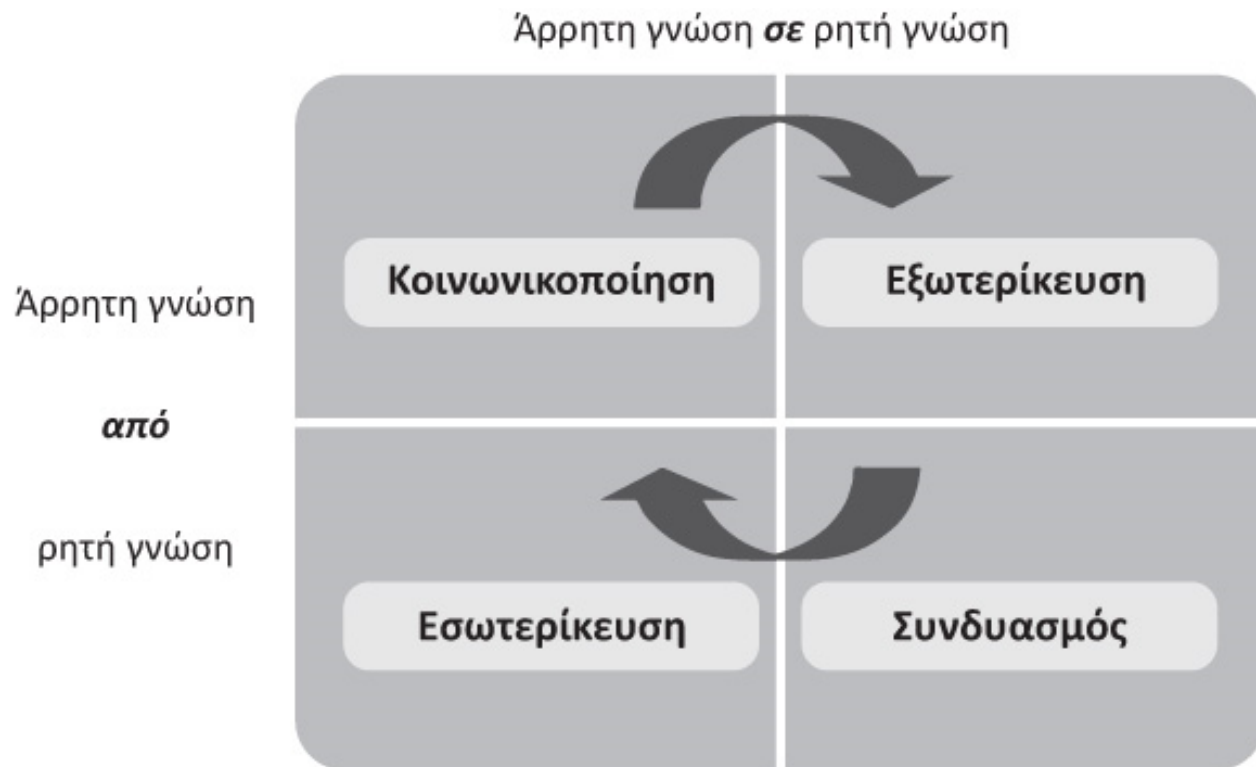 Άρρητη γνώση σε ρητή γνώση
Κοινωνικοποίηση
Εξωτερίκευση
Άρρητη γνώση
από
ρητή γνώση
Εσωτερίκευση
Συνδυασμός